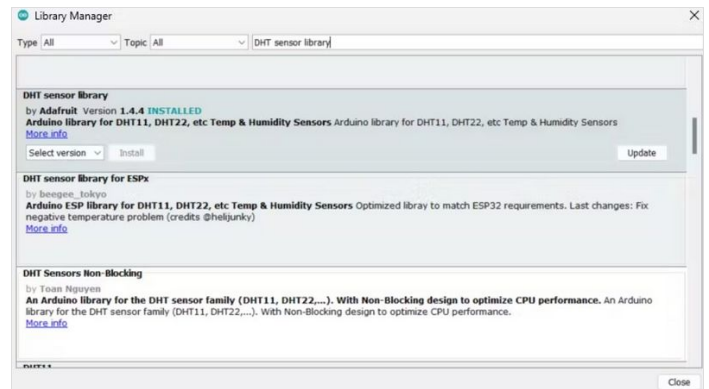 Library Manager
Type All Topic All DHT sensor library
DHT sensor library
by Adafruit Version 1.4.4 INSTALLED
Arduino library for DHT11, DHT22, etc Temp & Humidity Sensors Arduino library for DHT11, DHT22, etc Temp & Humidity Sensors
More info
Select version Install Update
DHT sensor library for ESPx
by beegee_tokyo
Arduino ESP library for DHT11, DHT22, etc Temp & Humidity Sensors Optimized libray to match ESP32 requirements. Last changes: Fix
negative temperature problem (credits @helijunky)
More info
DHT Sensors Non-Blocking
by Toan Nguyen
An Arduino library for the DHT sensor family (DHT11, DHT22,...). With Non-Blocking design to optimize CPU performance. An Arduino
library for the DHT sensor family (DHT11, DHT22,...). With Non-Blocking design to optimize CPU performance.
More info
Close